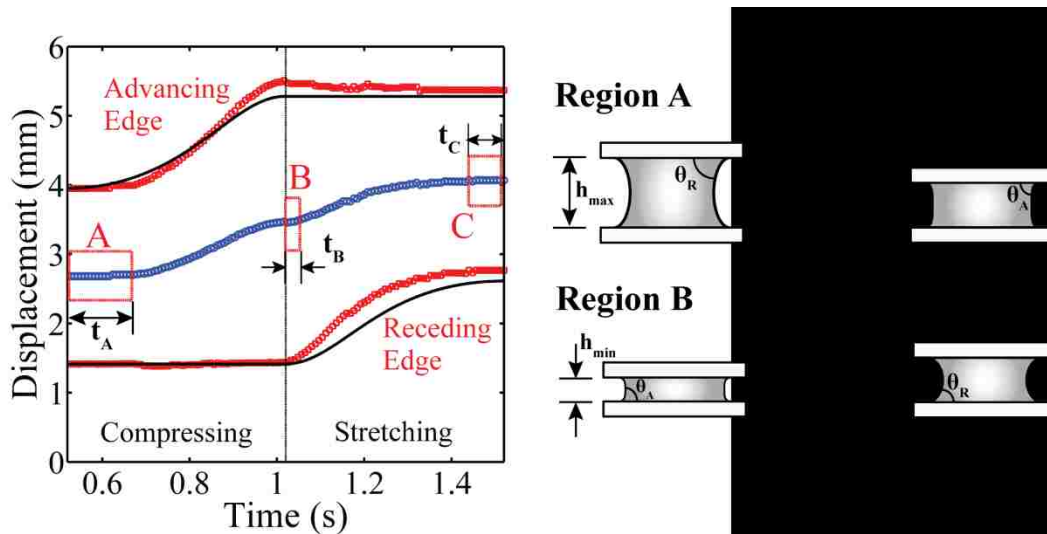 Displacement (mm)
6
5
4
3
2
1
0
Advancing
Edge
A
t_A
B
t_B
t_C
C
Receding
Edge
Compressing
Stretching
0.6
0.8
1
1.2
1.4
Time (s)
Region A
h_max
θ_R
θ_A
Region B
h_min
θ_A
θ_R